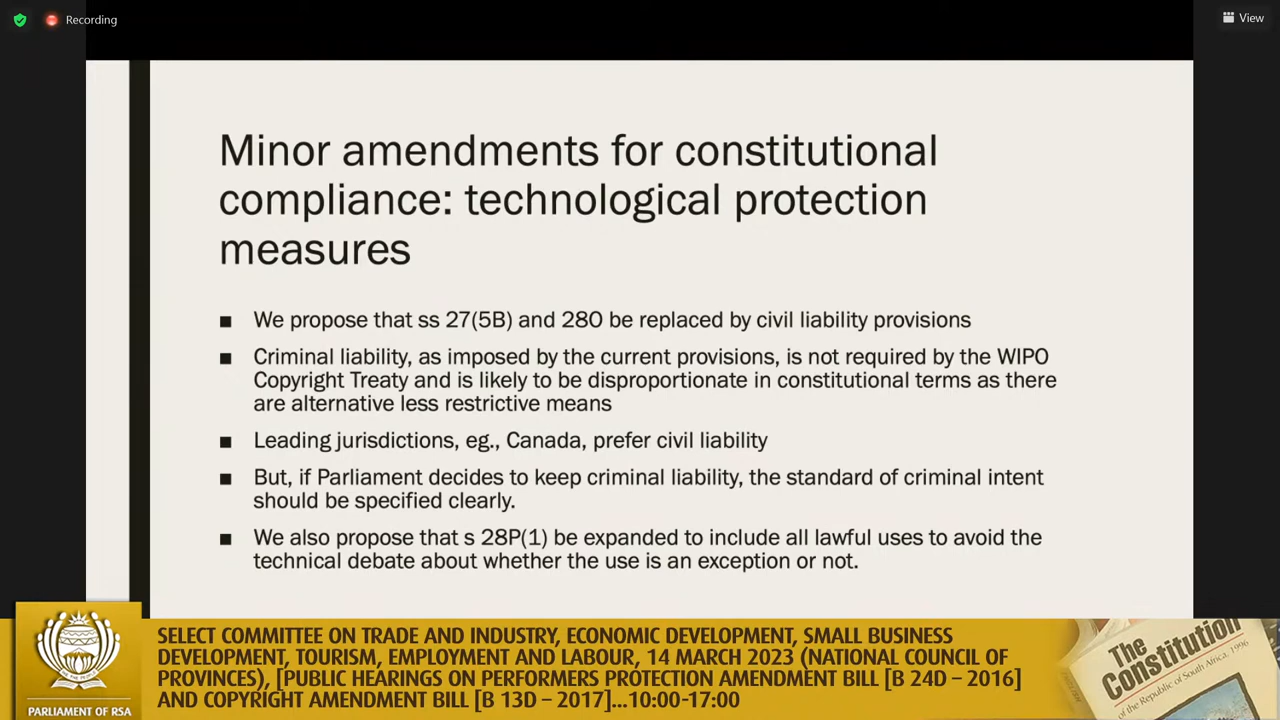 Recording
View
Minor amendments for constitutional
compliance: technological protection
measures
■ We propose that ss 27(5B) and 28O be replaced by civil liability provisions
■ Criminal liability, as imposed by the current provisions, is not required by the WIPO
Copyright Treaty and is likely to be disproportionate in constitutional terms as there
are alternative less restrictive means
■ Leading jurisdictions, eg., Canada, prefer civil liability
■ But, if Parliament decides to keep criminal liability, the standard of criminal intent
should be specified clearly.
■ We also propose that s 28P(1) be expanded to include all lawful uses to avoid the
technical debate about whether the use is an exception or not.
SELECT COMMITTEE ON TRADE AND INDUSTRY, ECONOMIC DEVELOPMENT, SMALL BUSINESS
DEVELOPMENT, TOURISM, EMPLOYMENT AND LABOUR, 14 MARCH 2023 (NATIONAL COUNCIL OF
PROVINCES), [PUBLIC HEARINGS ON PERFORMERS PROTECTION AMENDMENT BILL [B 24D – 2016]
AND COPYRIGHT AMENDMENT BILL [B 13D – 2017]...10:00-17:00
PARLIAMENT OF RSA
The
Constitution
of the Republic of South Africa, 1996